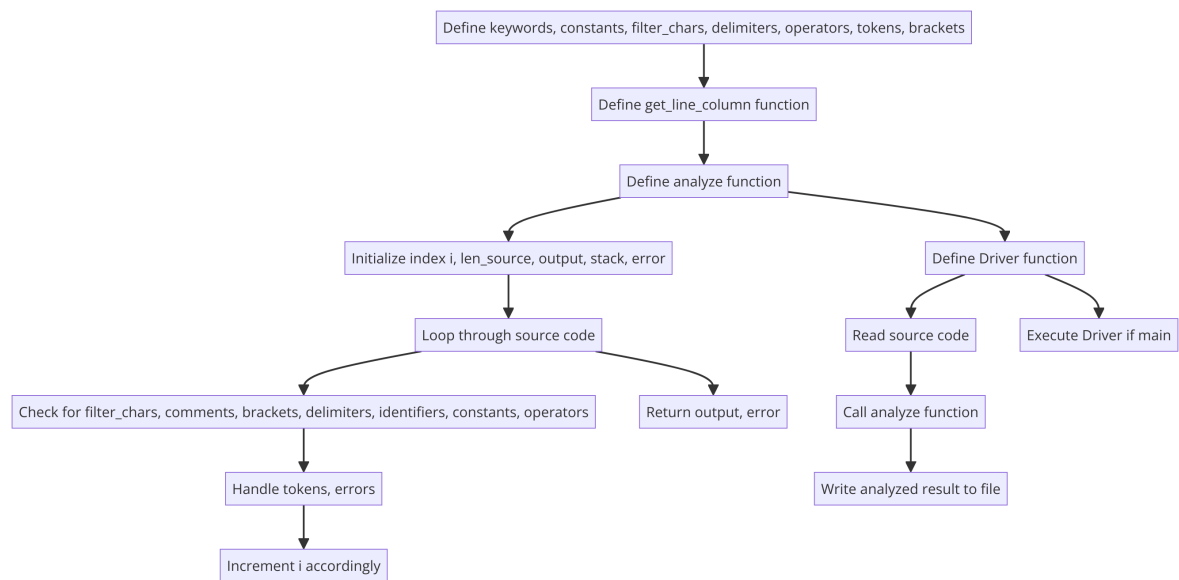 Define keywords, constants, filter_chars, delimiters, operators, tokens, brackets
Define get_line_column function
Define analyze function
Initialize index i, len_source, output, stack, error
Define Driver function
Loop through source code
Read source code
Execute Driver if main
Check for filter_chars, comments, brackets, delimiters, identifiers, constants, operators
Return output, error
Call analyze function
Handle tokens, errors
Write analyzed result to file
Increment i accordingly